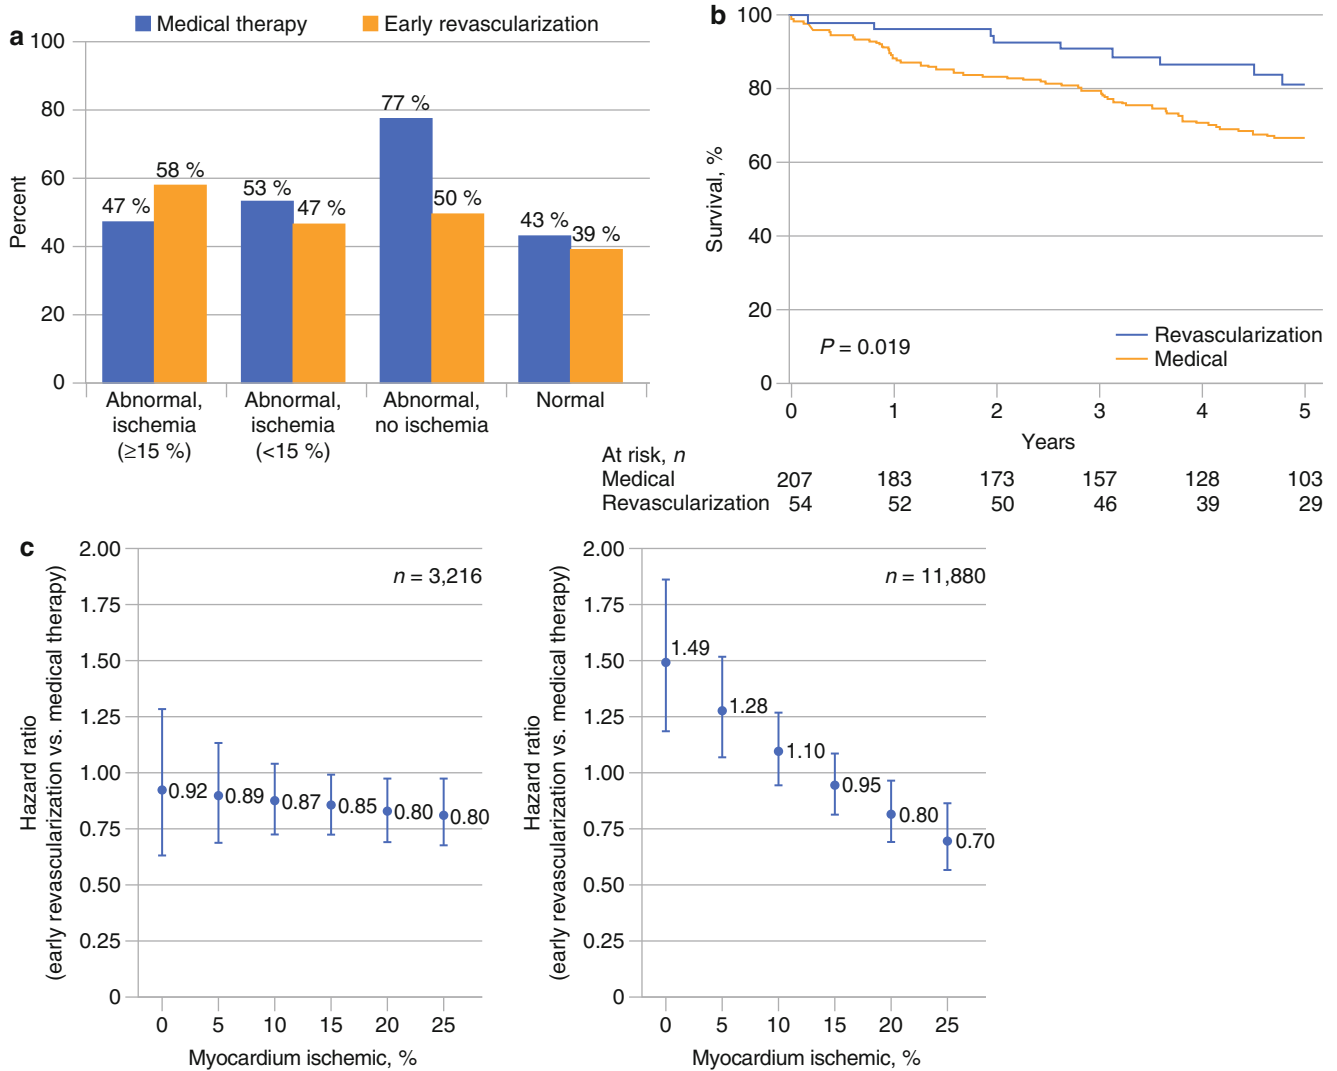 a
Medical therapy
Early revascularization
Percent
100
80
60
40
20
0
47 %
58 %
53 %
47 %
77 %
50 %
43 %
39 %
Abnormal,
ischemia
(≥15 %)
Abnormal,
ischemia
(<15 %)
Abnormal,
no ischemia
Normal
b
Survival, %
100
80
60
40
20
0
P = 0.019
Revascularization
Medical
0 1 2 3 4 5
Years
At risk, n
Medical 207 183 173 157 128 103
Revascularization 54 52 50 46 39 29
c
Hazard ratio
(early revascularization vs. medical therapy)
2.00
1.75
1.50
1.25
1.00
0.75
0.50
0.25
0
n = 3,216
0.92
0.89
0.87
0.85
0.80
0.80
0 5 10 15 20 25
Myocardium ischemic, %
Hazard ratio
(early revascularization vs. medical therapy)
2.00
1.75
1.50
1.25
1.00
0.75
0.50
0.25
0
n = 11,880
1.49
1.28
1.10
0.95
0.80
0.70
0 5 10 15 20 25
Myocardium ischemic, %